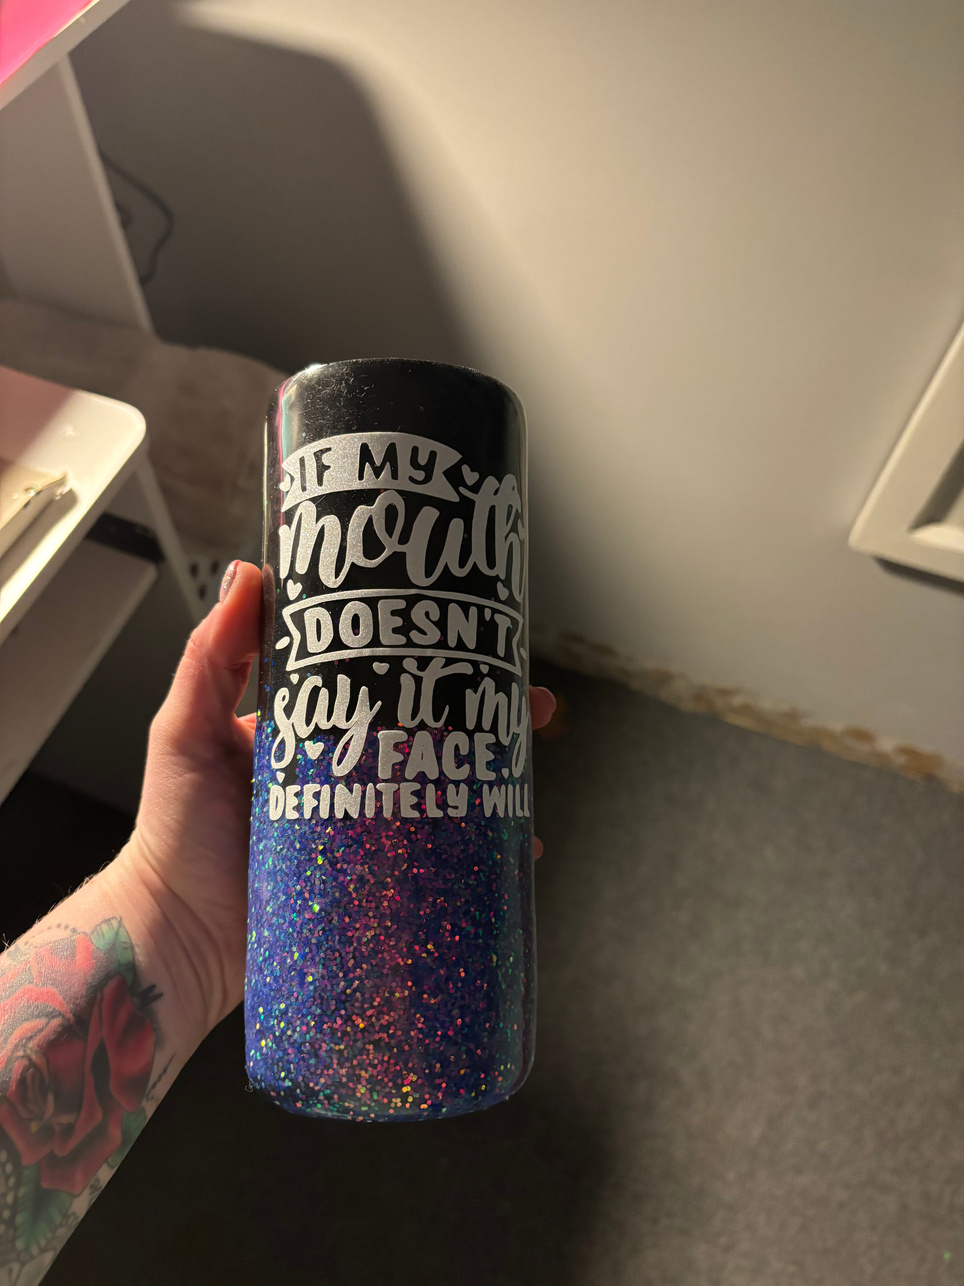 IF MY
mouth
DOESN'T
say it my
FACE
DEFINITELY WILL